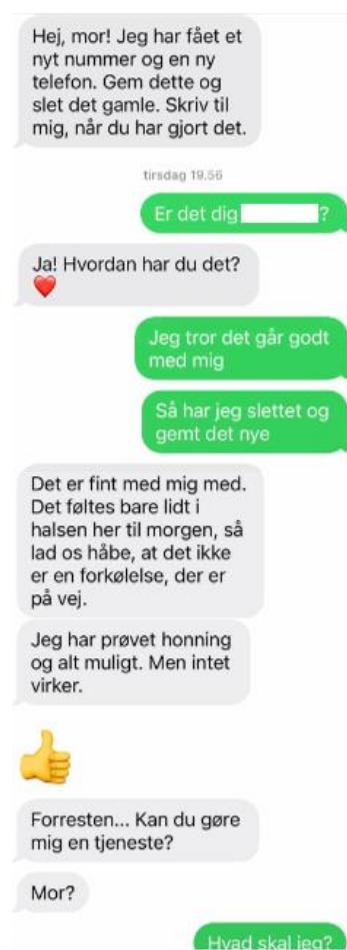 Hej, mor! Jeg har fået et
nyt nummer og en ny
telefon. Gem dette og
slet det gamle. Skriv til
mig, når du har gjort det.
tirsdag 19.56
Er det dig ?
Ja! Hvordan har du det?
❤️
Jeg tror det går godt
med mig
Så har jeg slettet og
gemt det nye
Det er fint med mig med.
Det føltes bare lidt i
halsen her til morgen, så
lad os håbe, at det ikke
er en forkølelse, der er
på vej.
Jeg har prøvet honning
og alt muligt. Men intet
virker.
👍
Forresten... Kan du gøre
mig en tjeneste?
Mor?
Hvad skal jeg?